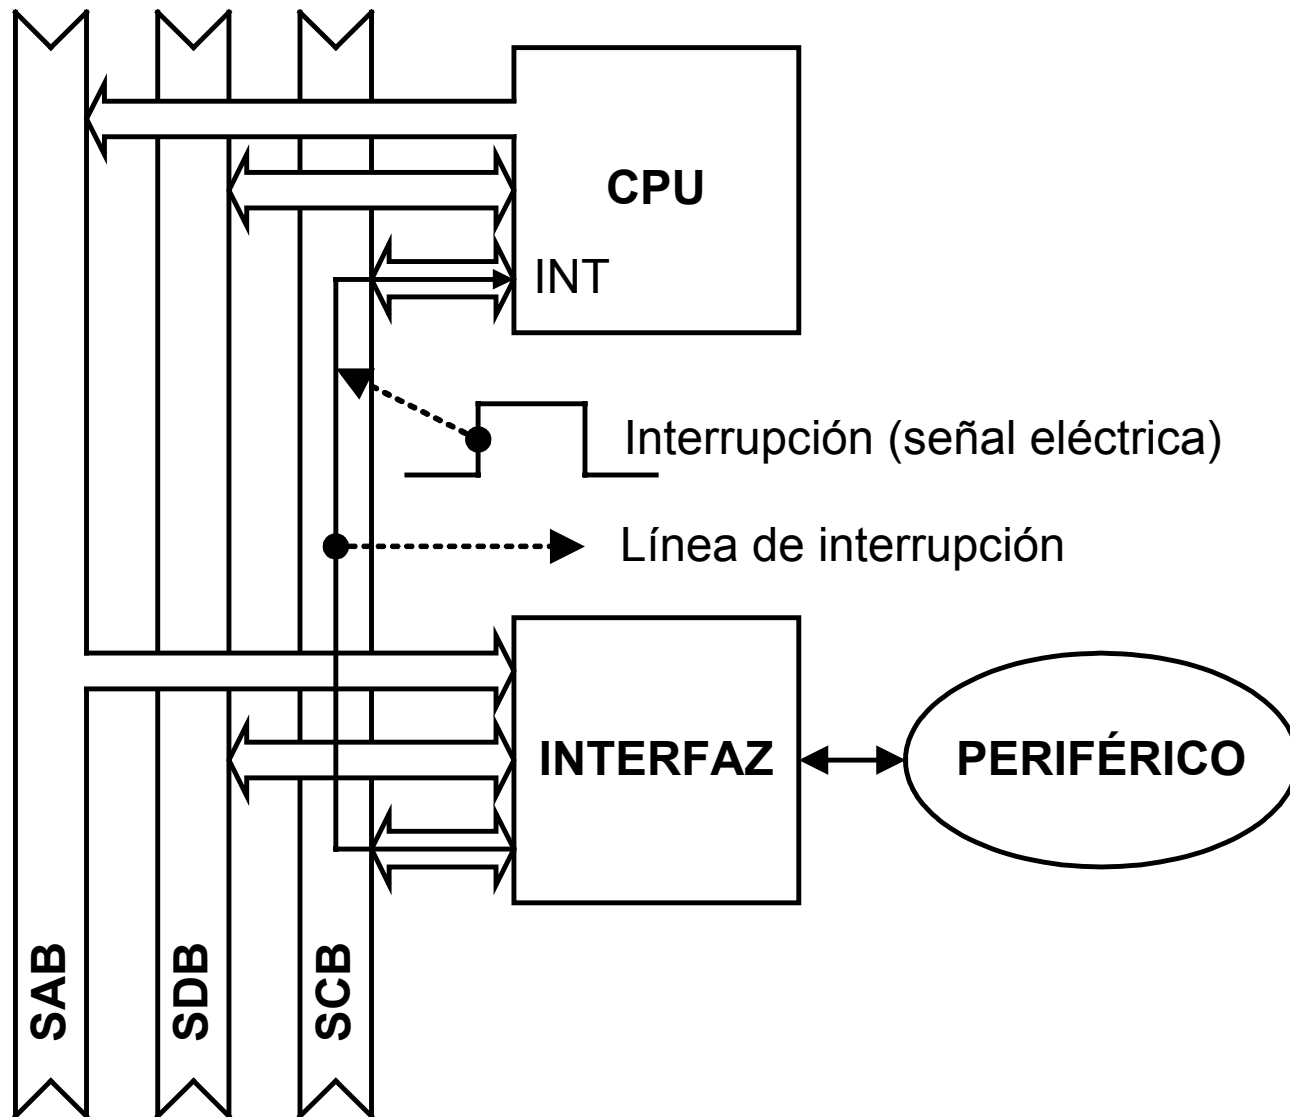 CPU
INT
Interrupción (señal eléctrica)
Línea de interrupción
INTERFAZ
PERIFÉRICO
SAB
SDB
SCB